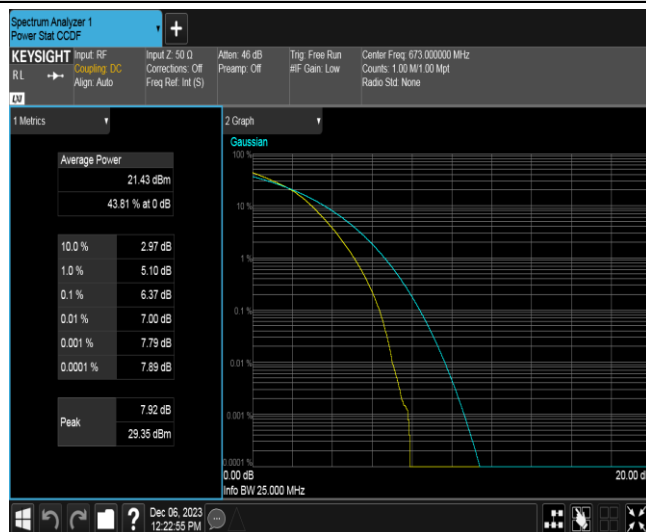 Spectrum Analyzer 1
Power Stat CCDF
+
KEYSIGHT
RL
LXI
Input: RF
Coupling: DC
Align: Auto
Input Z: 50 Ω
Corrections: Off
Freq Ref: Int (S)
Atten: 46 dB
Preamp: Off
Trig: Free Run
#IF Gain: Low
Center Freq: 673.000000 MHz
Counts: 1.00 M/1.00 Mpt
Radio Std: None
1 Metrics
Average Power
21.43 dBm
43.81 % at 0 dB
10.0 % 2.97 dB
1.0 % 5.10 dB
0.1 % 6.37 dB
0.01 % 7.00 dB
0.001 % 7.79 dB
0.0001 % 7.89 dB
Peak
7.92 dB
29.35 dBm
2 Graph
Gaussian
100 %
10 %
1 %
0.1 %
0.01 %
0.001 %
0.0001 %
0.00 dB
20.00 d
Info BW 25.000 MHz
?
Dec 06, 2023
12:22:55 PM